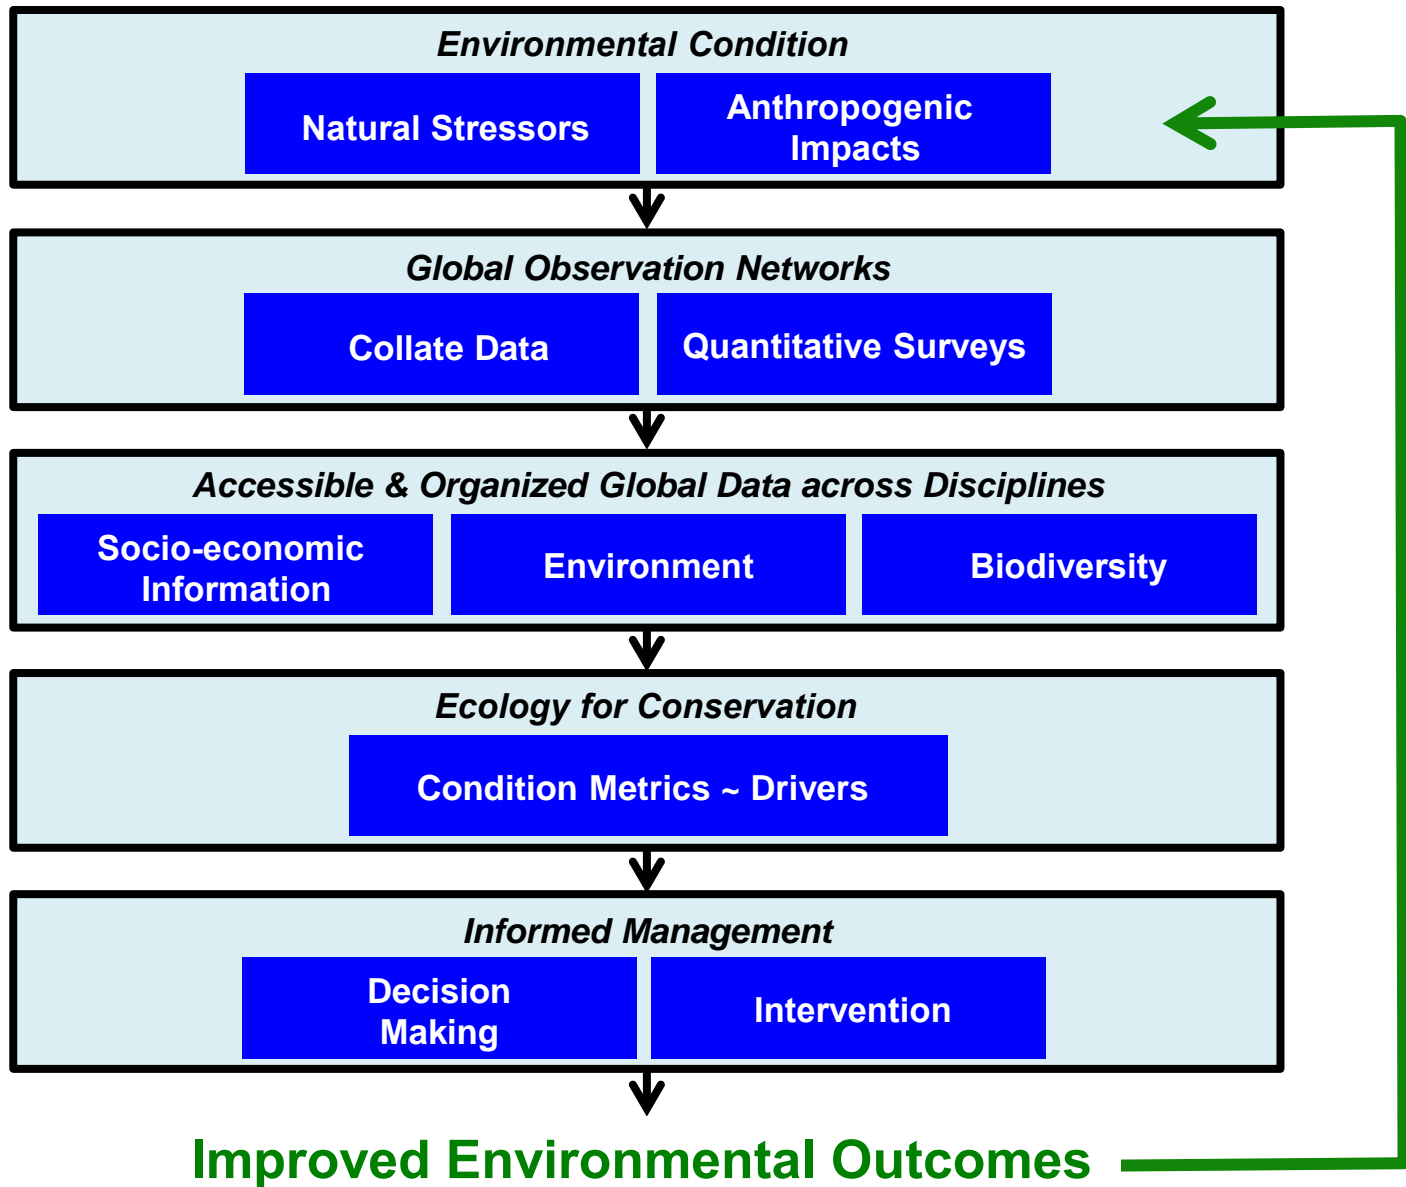 Environmental Condition
Natural Stressors
Anthropogenic
Impacts
Global Observation Networks
Collate Data
Quantitative Surveys
Accessible & Organized Global Data across Disciplines
Socio-economic
Information
Environment
Biodiversity
Ecology for Conservation
Condition Metrics ~ Drivers
Informed Management
Decision
Making
Intervention
Improved Environmental Outcomes